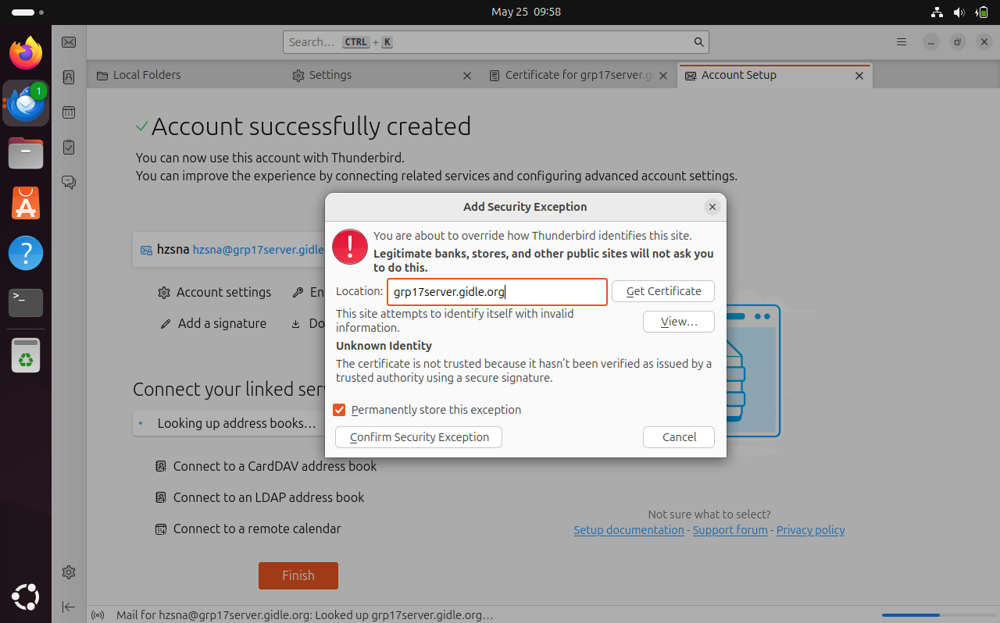 May 25 09:58
Search… CTRL + K
1
Local Folders
Settings
Certificate for grp17server.g
Account Setup
Account successfully created
You can now use this account with Thunderbird.
You can improve the experience by connecting related services and configuring advanced account settings.
hzsna hzsna@grp17server.gidle
Account settings
En
Add a signature
Do
Connect your linked ser
Looking up address books…
Connect to a CardDAV address book
Connect to an LDAP address book
Connect to a remote calendar
Finish
Add Security Exception
You are about to override how Thunderbird identifies this site.
Legitimate banks, stores, and other public sites will not ask you
to do this.
Location: grp17server.gidle.org Get Certificate
This site attempts to identify itself with invalid
information.
View…
Unknown Identity
The certificate is not trusted because it hasn’t been verified as issued by a
trusted authority using a secure signature.
Permanently store this exception
Confirm Security Exception
Cancel
Not sure what to select?
Setup documentation - Support forum - Privacy policy
Mail for hzsna@grp17server.gidle.org: Looked up grp17server.gidle.org…